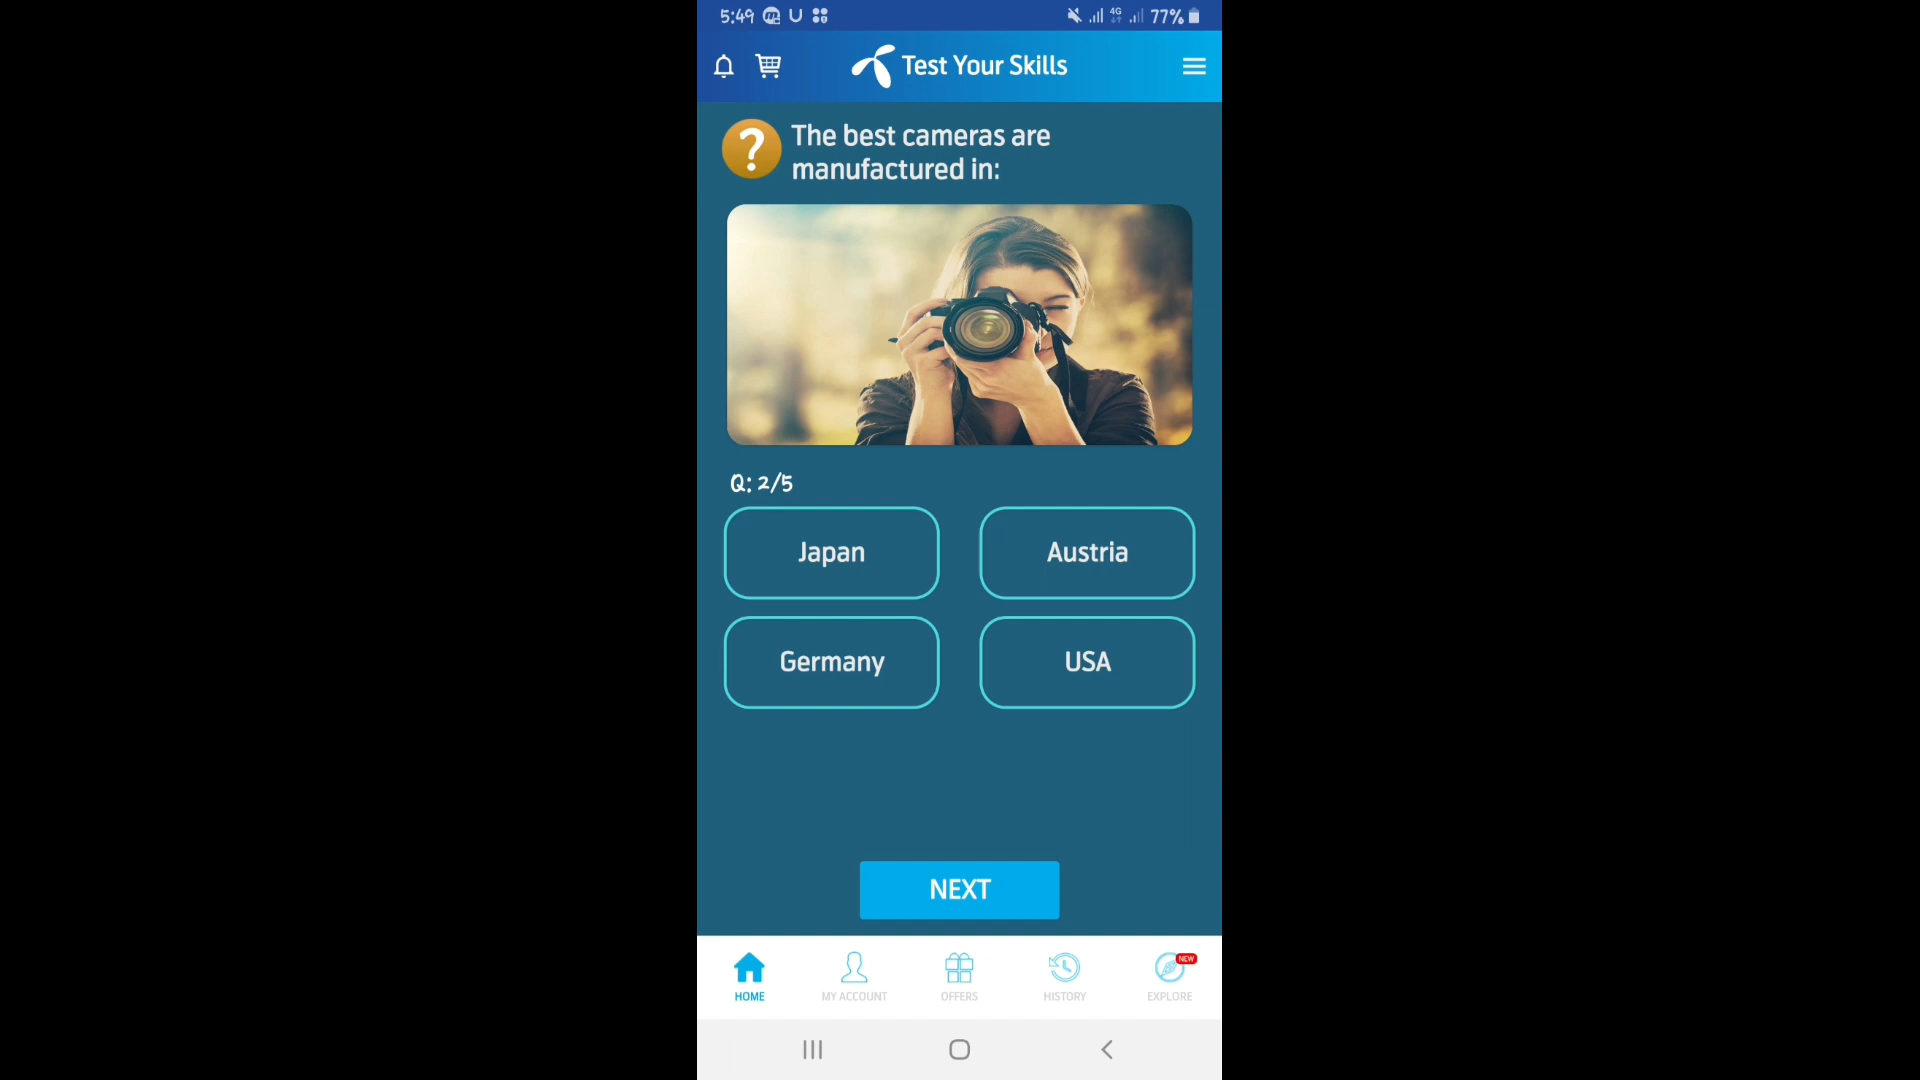 5:49
4G 77%
Test Your Skills
?
The best cameras are
manufactured in:
Q: 2/5
Japan
Austria
Germany
USA
NEXT
NEW
HOME
MY ACCOUNT
OFFERS
HISTORY
EXPLORE